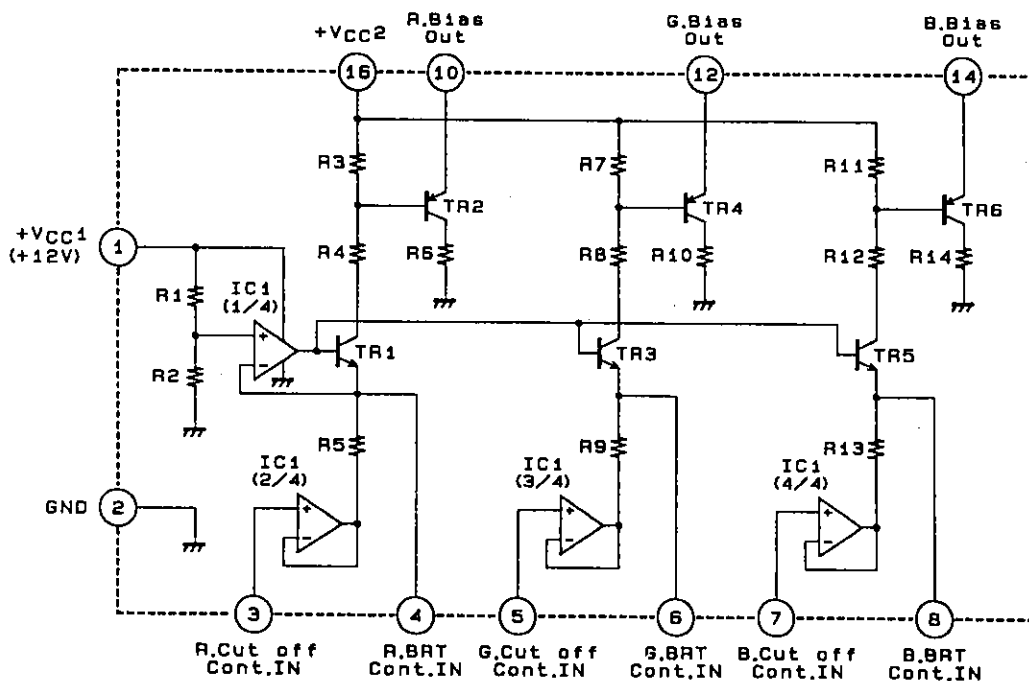 +VCC2
R.Bias
Out
G.Bias
Out
B.Bias
Out
16
10
12
14
R3
R7
R11
TR2
TR4
TR6
+VCC1
(+12V)
1
R4
R6
R8
R10
R12
R14
R1
IC1
(1/4)
+
-
TR1
TR3
TR5
R2
R5
R9
R13
IC1
(2/4)
IC1
(3/4)
IC1
(4/4)
GND
2
+
-
+
-
+
-
3
4
5
6
7
8
R.Cut off
Cont.IN
R.BRT
Cont.IN
G.Cut off
Cont.IN
G.BRT
Cont.IN
B.Cut off
Cont.IN
B.BRT
Cont.IN